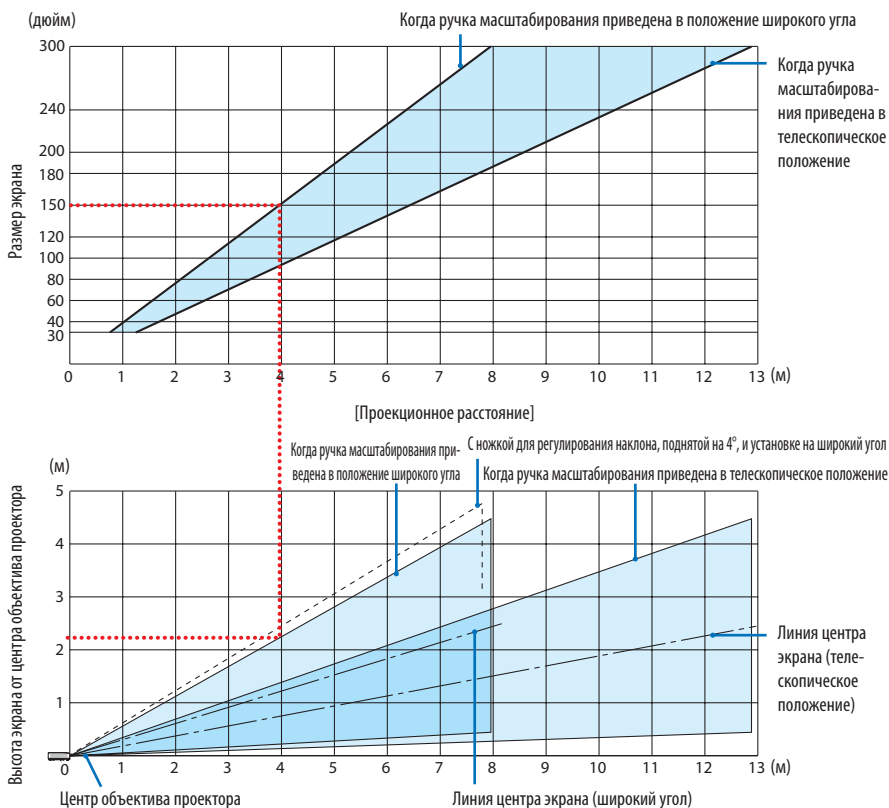 (дюйм)
Когда ручка масштабирования приведена в положение широкого угла
300
240
200
180
150
120
100
80
60
40
30
Размер экрана
Когда ручка
масштабирова-
ния приведена в
телескопическое
положение
0 1 2 3 4 5 6 7 8 9 10 11 12 13 (м)
[Проекционное расстояние]
Когда ручка масштабирования при-
ведена в положение широкого угла
С ножкой для регулирования наклона, поднятой на 4°, и установке на широкий угол
Когда ручка масштабирования приведена в телескопическое положение
(м)
5
4
3
2
1
Высота экрана от центра объектива проектора
Линия центра
экрана (теле-
скопическое
положение)
0 1 2 3 4 5 6 7 8 9 10 11 12 13 (м)
Центр объектива проектора
Линия центра экрана (широкий угол)